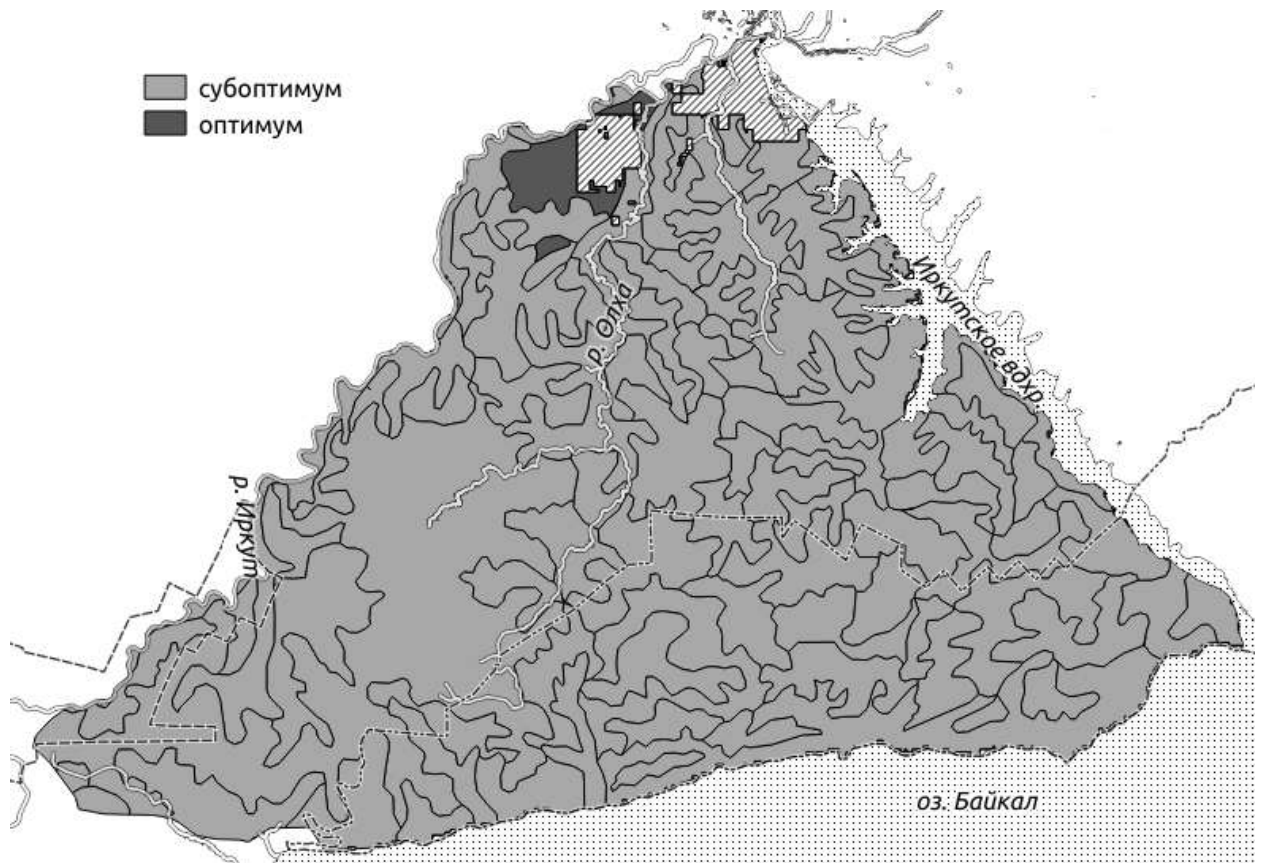 субоптимум
оптимум
Иркутское вдхр.
р. Олха
р. Иркут
оз. Байкал